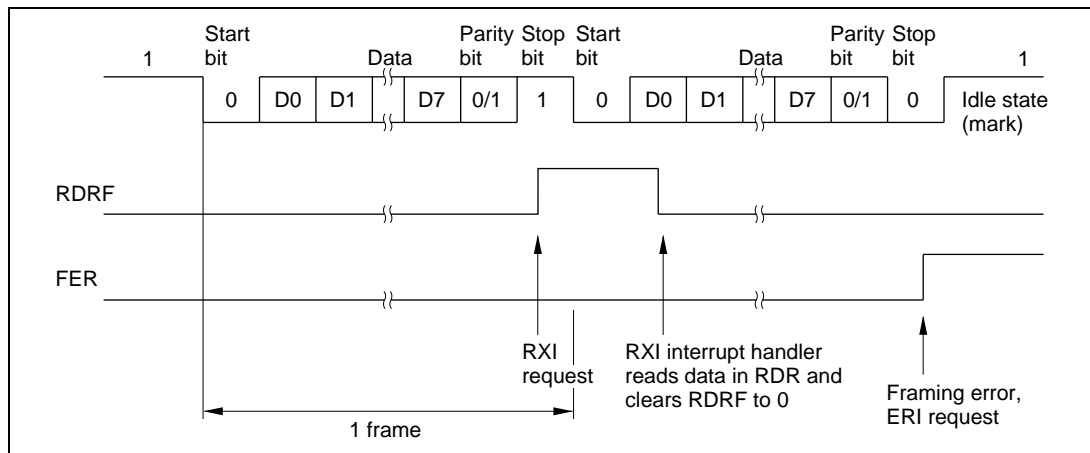 Start bit
Data
Parity bit
Stop bit
Start bit
Data
Parity bit
Stop bit
1
1
0 D0 D1 D7 0/1 1 0 D0 D1 D7 0/1 0
Idle state
(mark)
RDRF
FER
RXI
request
RXI interrupt handler
reads data in RDR and
clears RDRF to 0
Framing error,
ERI request
1 frame